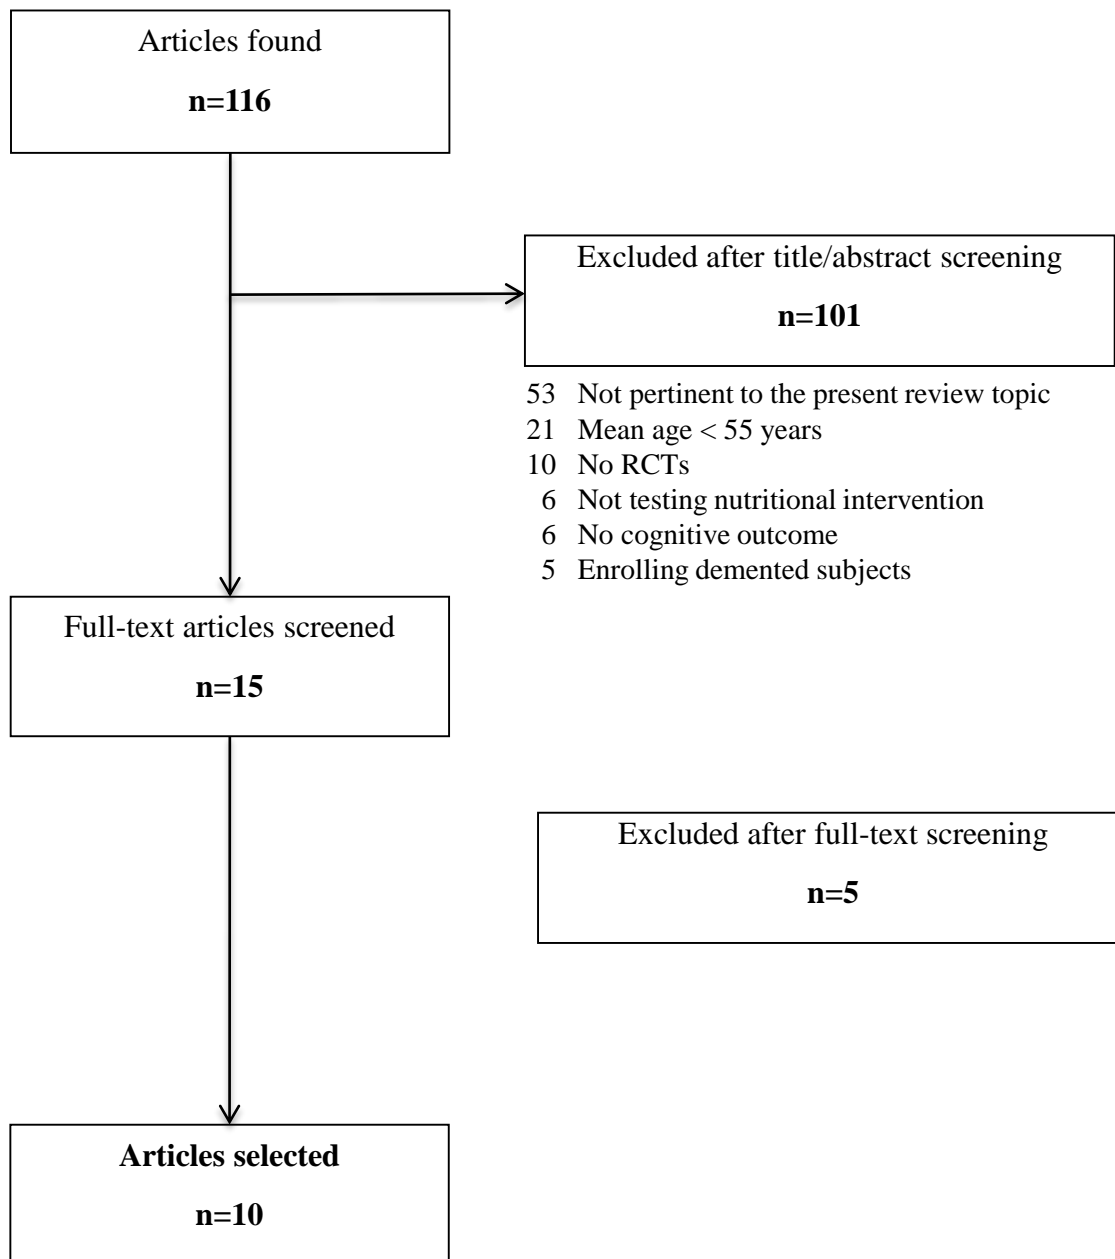 Articles found
n=116
Excluded after title/abstract screening
n=101
53 Not pertinent to the present review topic
21 Mean age < 55 years
10 No RCTs
6 Not testing nutritional intervention
6 No cognitive outcome
5 Enrolling demented subjects
Full-text articles screened
n=15
Excluded after full-text screening
n=5
Articles selected
n=10